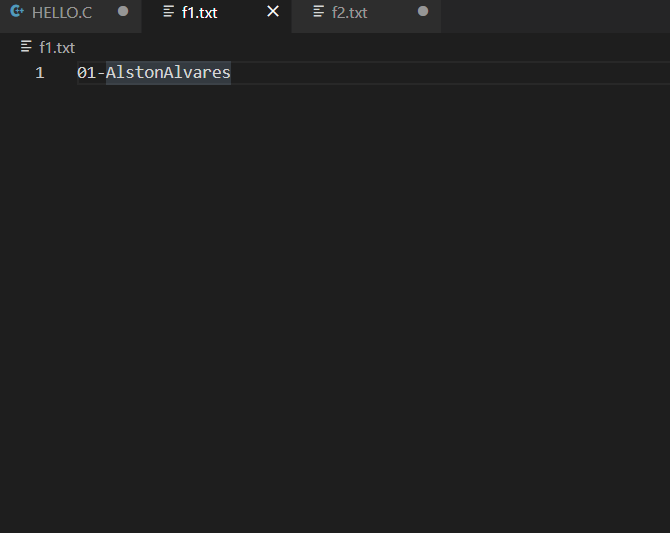 HELLO.C f1.txt f2.txt
f1.txt
1 01-AlstonAlvares